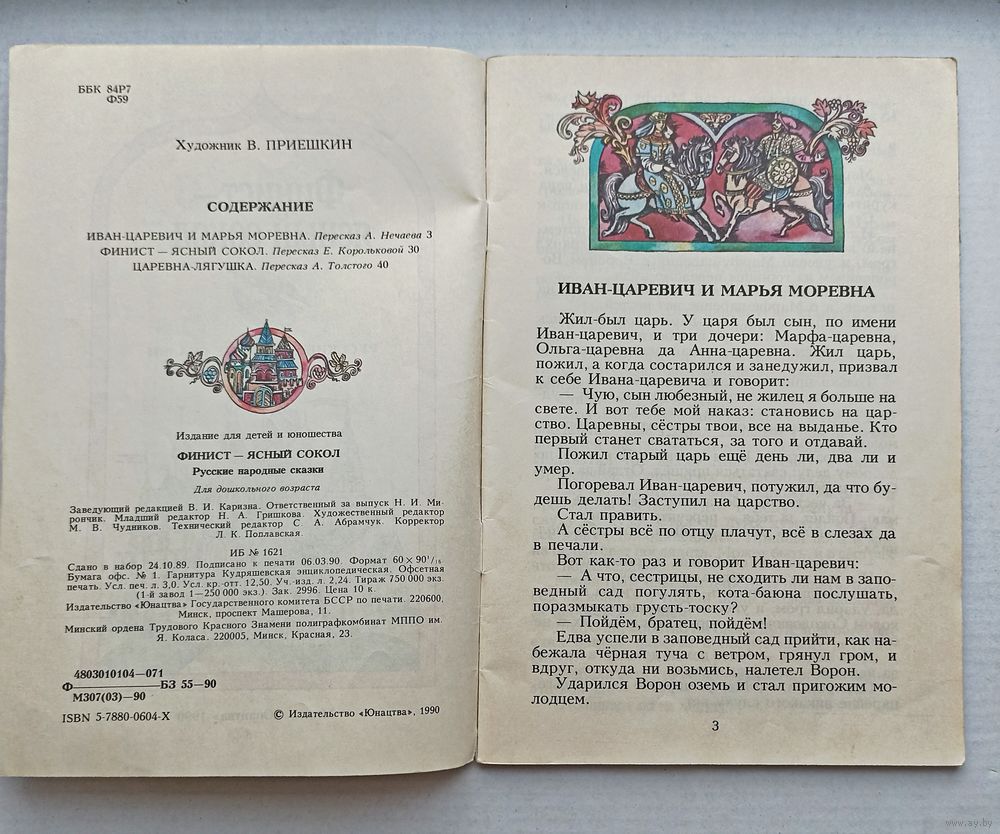 ББК 84Р7
Ф59
Художник В. ПРИЕШКИН
СОДЕРЖАНИЕ
ИВАН-ЦАРЕВИЧ И МАРЬЯ МОРЕВНА. Пересказ А. Нечаева 3
ФИНИСТ — ЯСНЫЙ СОКОЛ. Пересказ Е. Корольковой 30
ЦАРЕВНА-ЛЯГУШКА. Пересказ А. Толстого 40
Издание для детей и юношества
ФИНИСТ — ЯСНЫЙ СОКОЛ
Русские народные сказки
Для дошкольного возраста
Заведующий редакцией В. И. Каризна. Ответственный за выпуск Н. И. Ми-
рончик. Младший редактор Н. А. Гришкова. Художественный редактор
М. В. Чудников. Технический редактор С. А. Абрамчук. Корректор
Л. К. Поплавская.
ИБ № 1621
Сдано в набор 24.10.89. Подписано к печати 06.03.90. Формат 60×90¹/₁₆
Бумага офс. № 1. Гарнитура Кудряшевская энциклопедическая. Офсетная
печать. Усл. печ. л. 3,0. Усл. кр.-отт. 12,50. Уч.-изд. л. 2,24. Тираж 750 000 экз.
(1-й завод 1—250 000 экз.). Зак. 2996. Цена 10 к.
Издательство «Юнацтва» Государственного комитета БССР по печати. 220600,
Минск, проспект Машерова, 11.
Минский ордена Трудового Красного Знамени полиграфкомбинат МППО им.
Я. Коласа. 220005, Минск, Красная, 23.
4803010104—071
Ф————БЗ 55—90
М307(03)—90
ISBN 5-7880-0604-X
© Издательство «Юнацтва», 1990
ИВАН-ЦАРЕВИЧ И МАРЬЯ МОРЕВНА
Жил-был царь. У царя был сын, по имени
Иван-царевич, и три дочери: Марфа-царевна,
Ольга-царевна да Анна-царевна. Жил царь,
пожил, а когда состарился и занедужил, призвал
к себе Ивана-царевича и говорит:
— Чую, сын любезный, не жилец я больше на
свете. И вот тебе мой наказ: становись на цар-
ство. Царевны, сёстры твои, все на выданье. Кто
первый станет свататься, за того и отдавай.
Пожил старый царь ещё день ли, два ли и
умер.
Погоревал Иван-царевич, потужил, да что бу-
дешь делать! Заступил на царство.
Стал править.
А сёстры всё по отцу плачут, всё в слезах да
в печали.
Вот как-то раз и говорит Иван-царевич:
— А что, сестрицы, не сходить ли нам в запо-
ведный сад погулять, кота-баюна послушать,
поразмыкать грусть-тоску?
— Пойдём, братец, пойдём!
Едва успели в заповедный сад прийти, как на-
бежала чёрная туча с ветром, грянул гром, и
вдруг, откуда ни возьмись, налетел Ворон.
Ударился Ворон оземь и стал пригожим мо-
лодцем.
3
www.ay.by